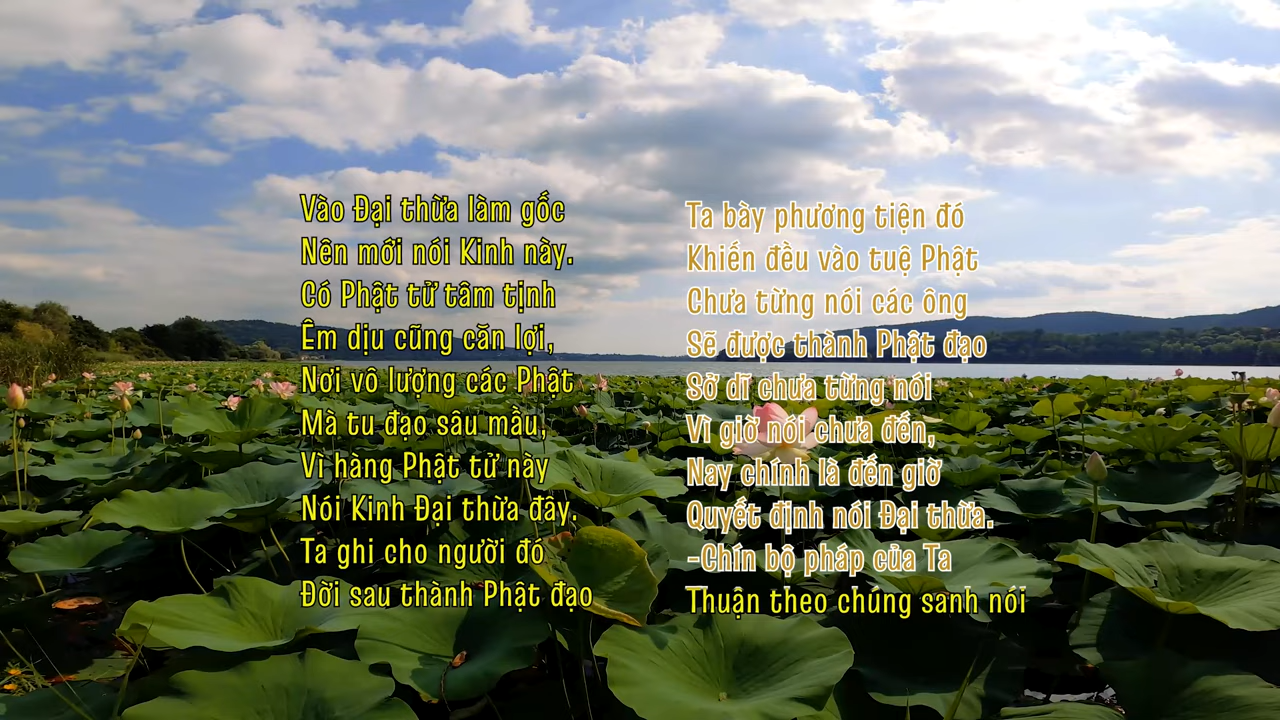 Vào Đại thừa làm gốc
Nên mới nói Kinh này.
Có Phật tử tâm tịnh
Êm dịu cũng căn lợi,
Nơi vô lượng các Phật
Mà tu đạo sâu mầu,
Vì hàng Phật tử này
Nói Kinh Đại thừa đây.
Ta ghi cho người đó
Đời sau thành Phật đạo
Ta bày phương tiện đó
Khiến đều vào tuệ Phật
Chưa từng nói các ông
Sẽ được thành Phật đạo
Sở dĩ chưa từng nói
Vì giờ nói chưa đến,
Nay chính là đến giờ
Quyết định nói Đại thừa.
-Chín bộ pháp của Ta
Thuận theo chúng sanh nói